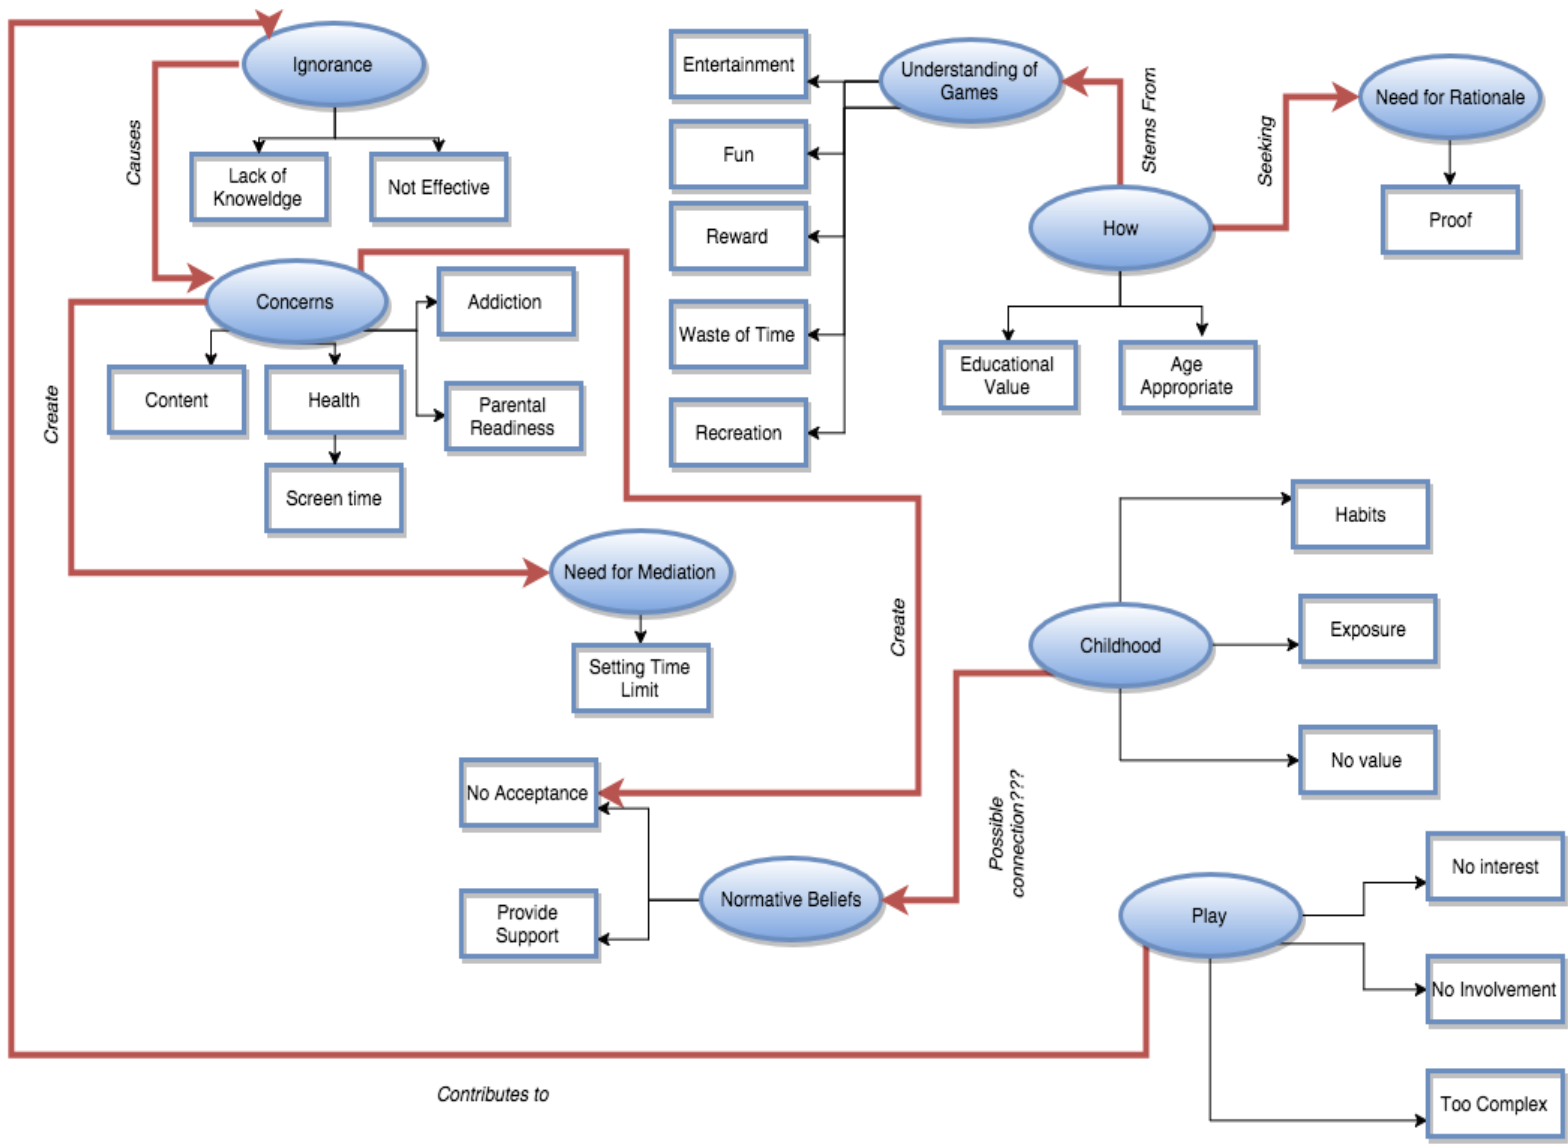 Ignorance
Causes
Lack of
Knoweldge
Not Effective
Concerns
Create
Addiction
Content
Health
Parental
Readiness
Screen time
Need for Mediation
Setting Time
Limit
Create
Entertainment
Fun
Reward
Waste of Time
Recreation
Understanding of
Games
Stems From
Seeking
Need for Rationale
Proof
How
Educational
Value
Age
Appropriate
Habits
Exposure
Childhood
No value
Possible
connection???
No Acceptance
Provide
Support
Normative Beliefs
Play
No interest
No Involvement
Too Complex
Contributes to